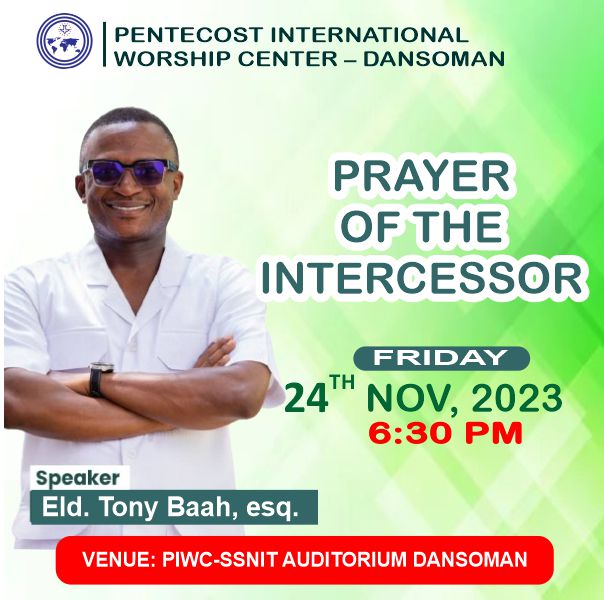 PENTECOST INTERNATIONAL
WORSHIP CENTER – DANSOMAN
PRAYER
OF THE
INTERCESSOR
FRIDAY
24TH NOV, 2023
6:30 PM
Speaker
Eld. Tony Baah, esq.
VENUE: PIWC-SSNIT AUDITORIUM DANSOMAN